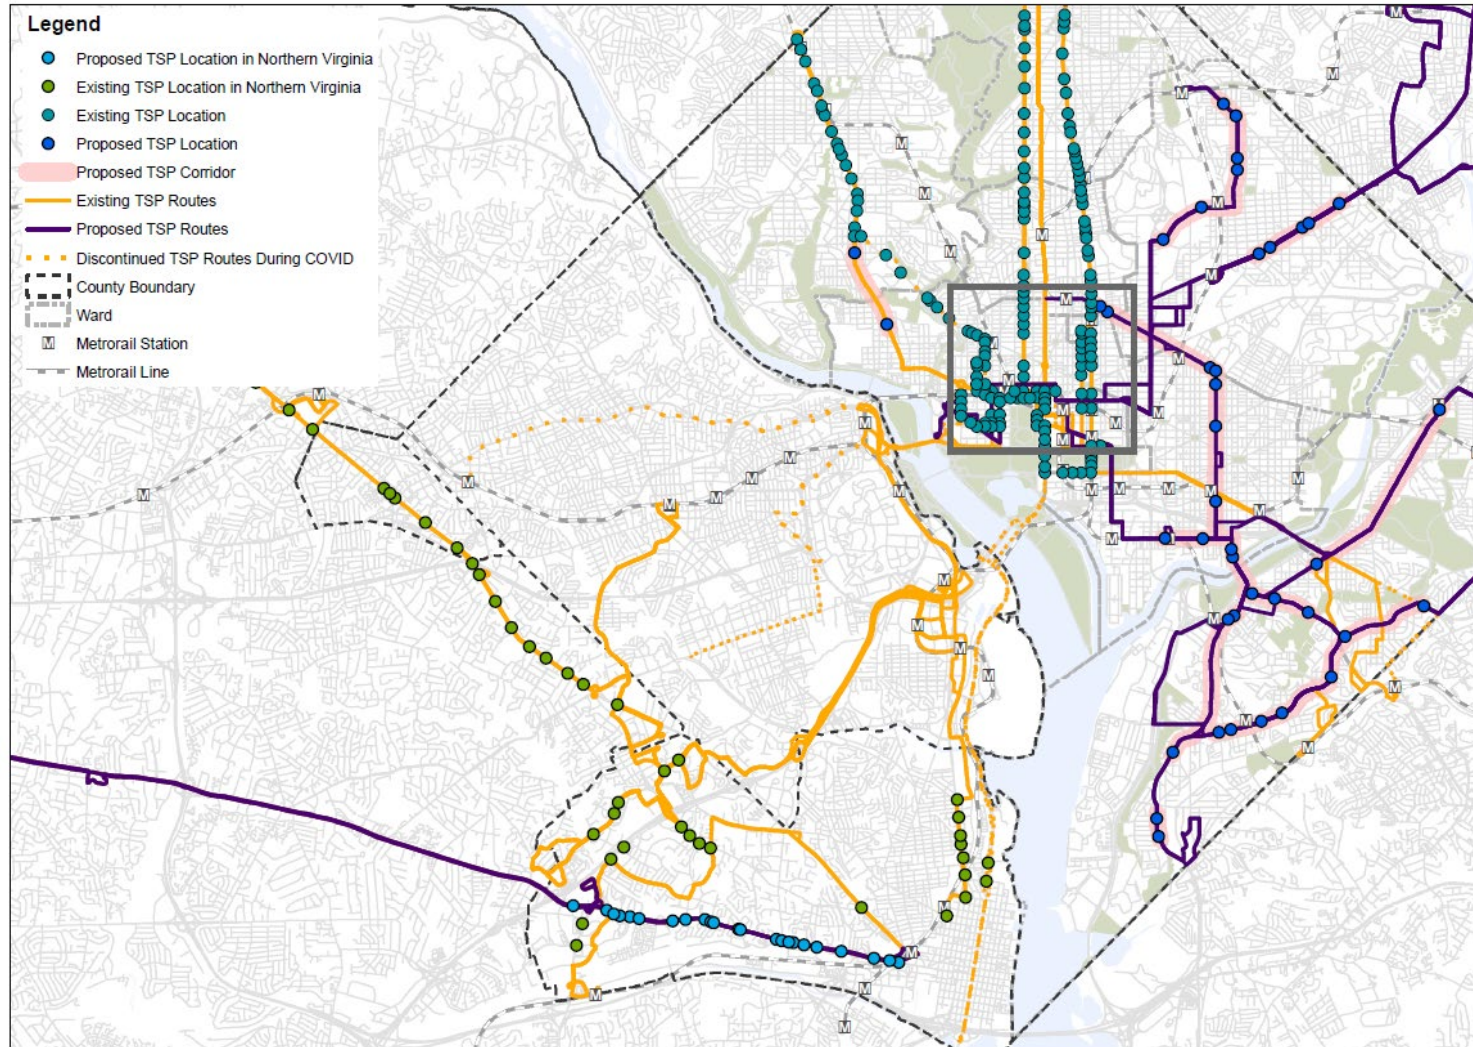 Legend
Proposed TSP Location in Northern Virginia
Existing TSP Location in Northern Virginia
Existing TSP Location
Proposed TSP Location
Proposed TSP Corridor
Existing TSP Routes
Proposed TSP Routes
Discontinued TSP Routes During COVID
County Boundary
Ward
M Metrorail Station
Metrorail Line